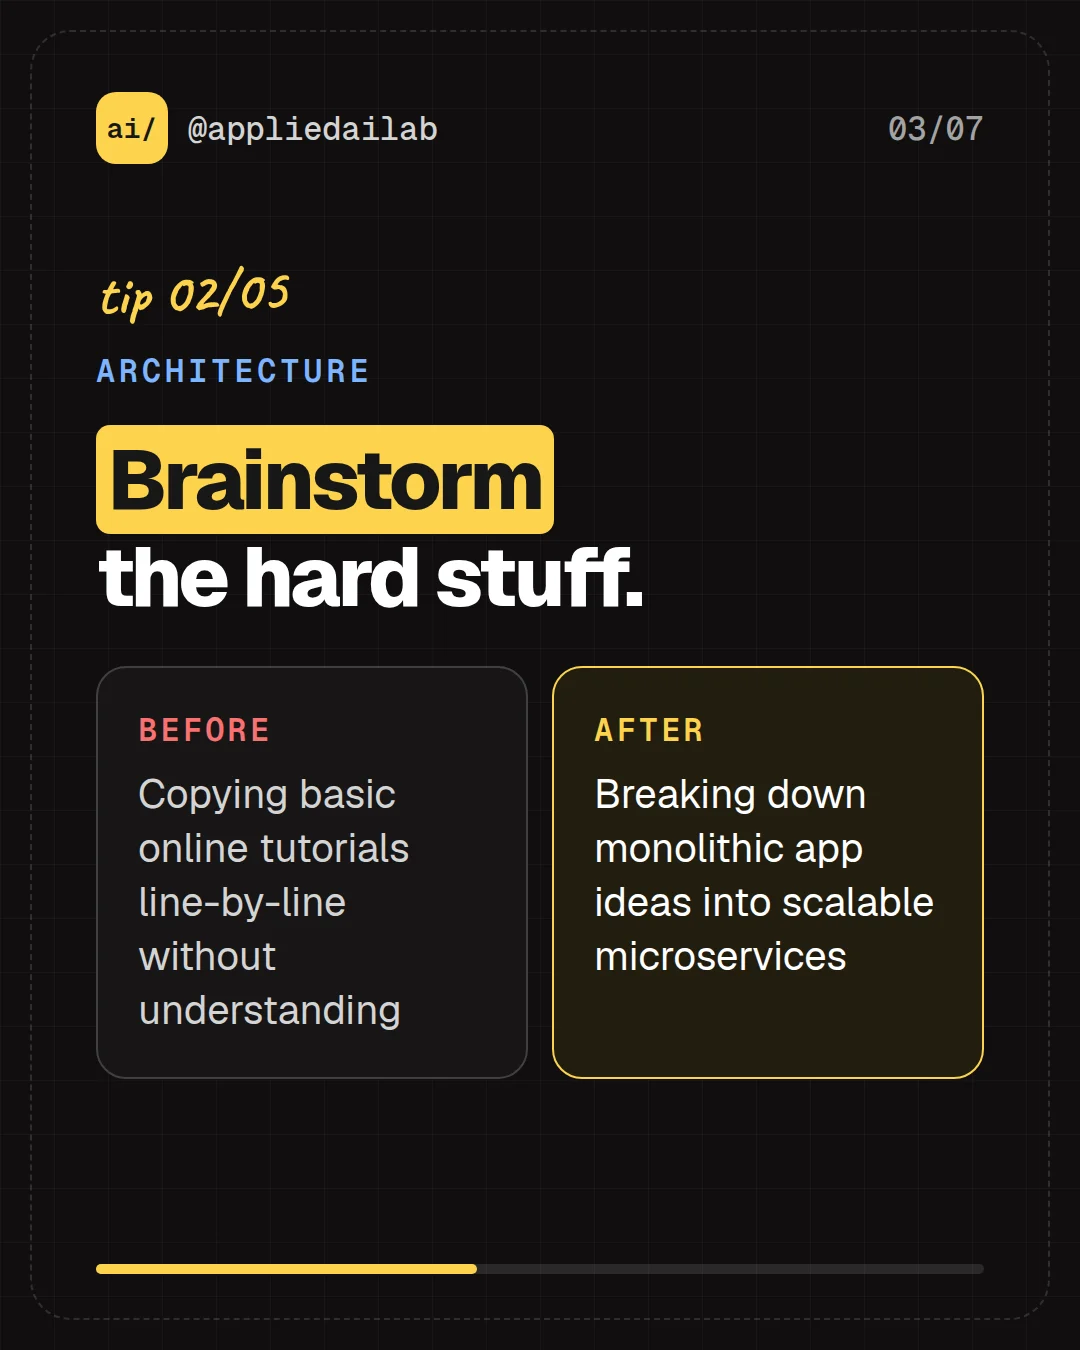 ai/ @appliedailab 03/07
tip 02/05
ARCHITECTURE
Brainstorm
the hard stuff.
BEFORE
Copying basic
online tutorials
line-by-line
without
understanding
AFTER
Breaking down
monolithic app
ideas into scalable
microservices